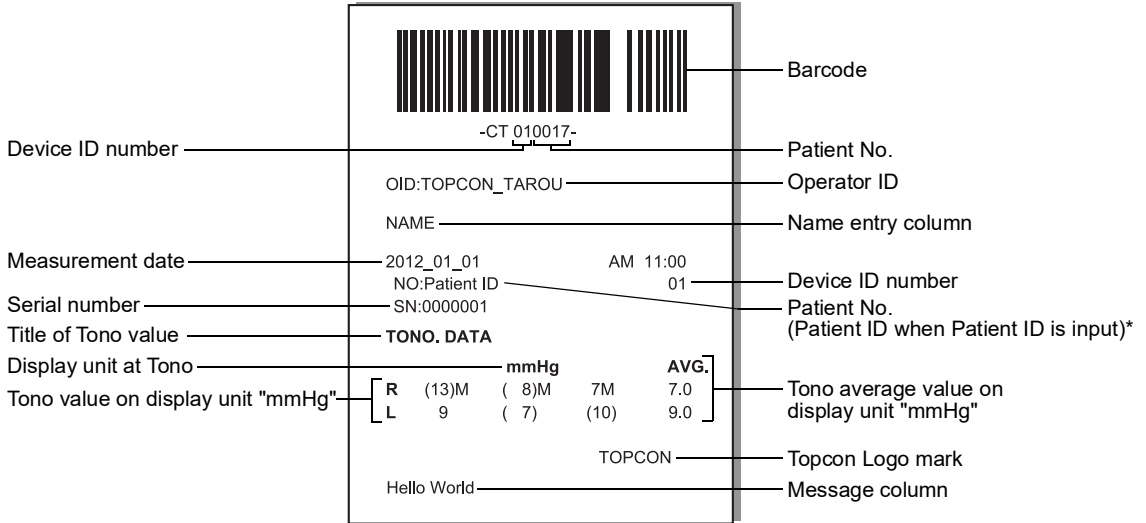 Barcode
-CT 010017-
Device ID number
Patient No.
OID:TOPCON_TAROU
Operator ID
NAME
Name entry column
Measurement date
2012_01_01 AM 11:00
NO:Patient ID 01
Device ID number
Serial number
SN:0000001
Patient No.
(Patient ID when Patient ID is input)*
Title of Tono value
TONO. DATA
Display unit at Tono
mmHg AVG.
Tono value on display unit "mmHg"
R (13)M ( 8)M 7M 7.0
L 9 ( 7) (10) 9.0
Tono average value on
display unit "mmHg"
TOPCON
Topcon Logo mark
Hello World
Message column